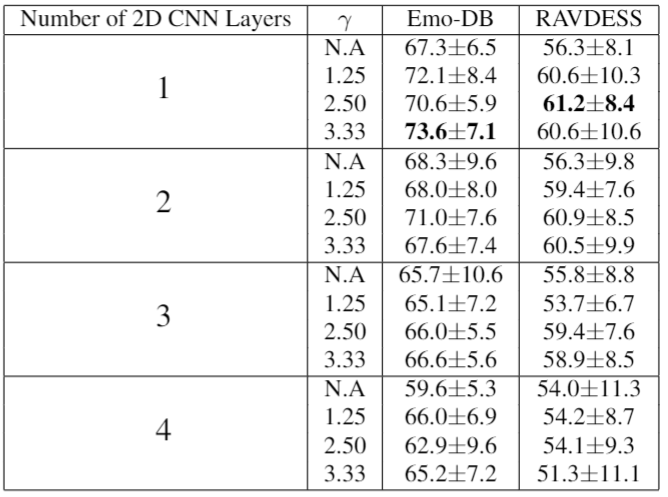 Number of 2D CNN Layers γ Emo-DB RAVDESS
1
N.A 67.3±6.5 56.3±8.1
1.25 72.1±8.4 60.6±10.3
2.50 70.6±5.9 61.2±8.4
3.33 73.6±7.1 60.6±10.6
2
N.A 68.3±9.6 56.3±9.8
1.25 68.0±8.0 59.4±7.6
2.50 71.0±7.6 60.9±8.5
3.33 67.6±7.4 60.5±9.9
3
N.A 65.7±10.6 55.8±8.8
1.25 65.1±7.2 53.7±6.7
2.50 66.0±5.5 59.4±7.6
3.33 66.6±5.6 58.9±8.5
4
N.A 59.6±5.3 54.0±11.3
1.25 66.0±6.9 54.2±8.7
2.50 62.9±9.6 54.1±9.3
3.33 65.2±7.2 51.3±11.1